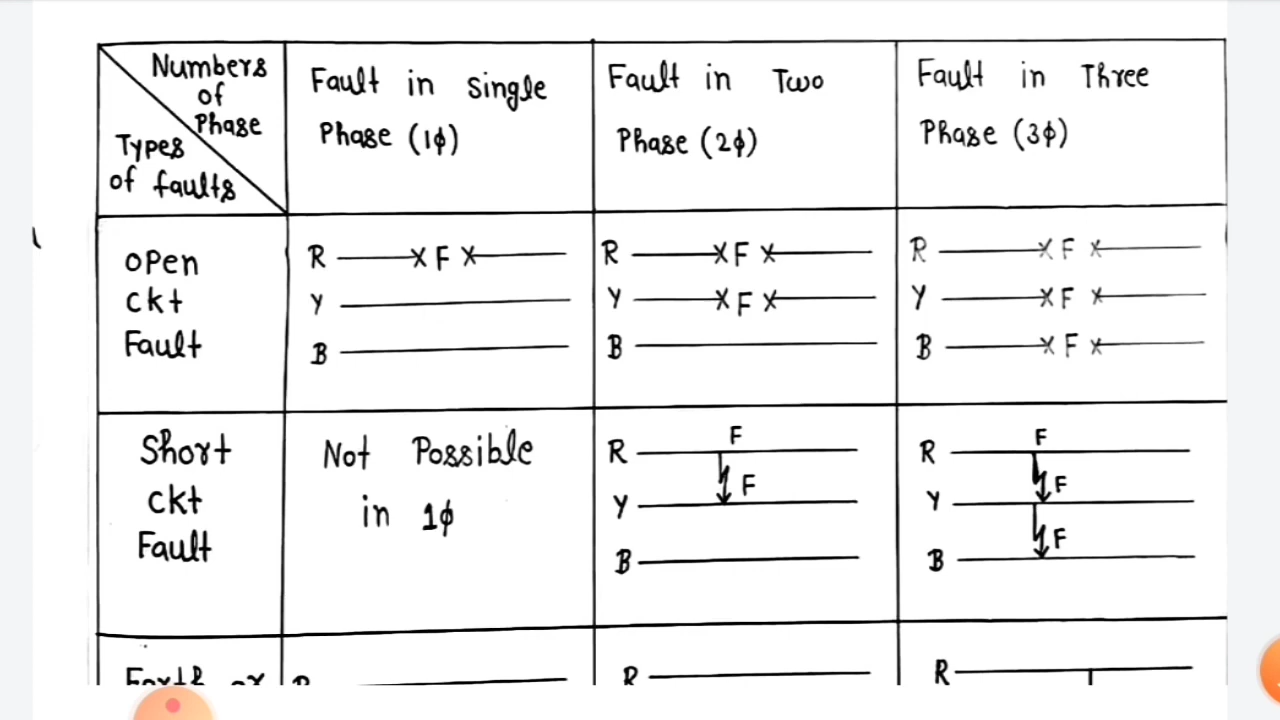 Numbers
of
Phase
Types
of faults
Fault in single
Phase (1ϕ)
Fault in Two
Phase (2ϕ)
Fault in Three
Phase (3ϕ)
open
ckt
Fault
R F
Y
B
R F
Y F
B
R F
Y F
B F
Short
ckt
Fault
Not Possible
in 1ϕ
F
R
F
Y
B
F
R
F
Y
F
B
R
R